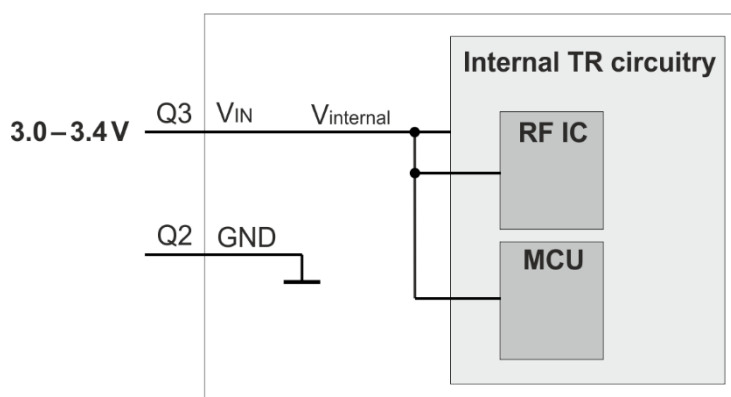 Internal TR circuitry
3.0–3.4 V
Q3
VIN
Vinternal
RF IC
Q2
GND
MCU